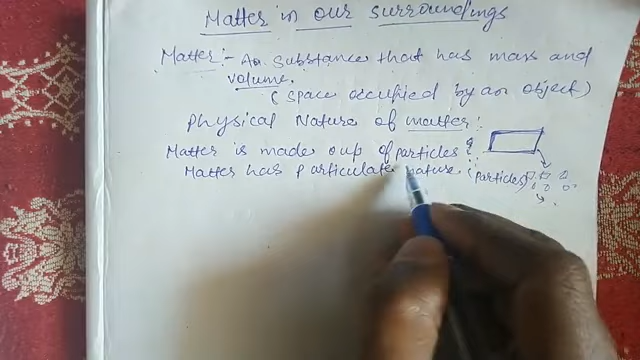 Matter in our surroundings
Matter:- An Substance that has mass and
volume.
(space occupied by an object)
Physical Nature of matter:
Matter is made oup of particles:
Matter has particulate nature (particles)